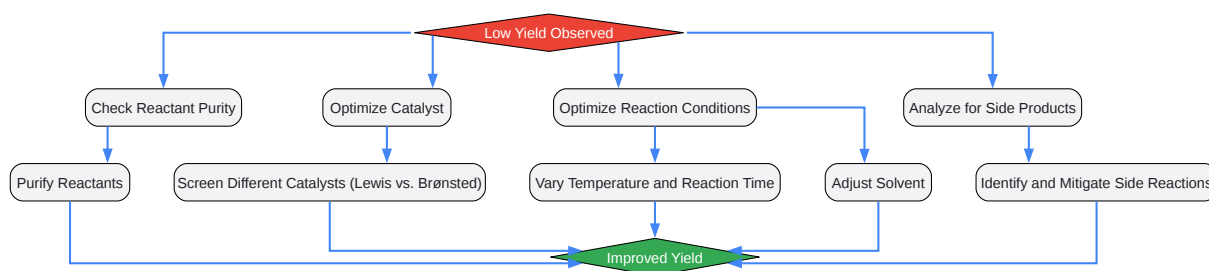 Low Yield Observed
Check Reactant Purity
Optimize Catalyst
Optimize Reaction Conditions
Analyze for Side Products
Purify Reactants
Screen Different Catalysts (Lewis vs. Brønsted)
Vary Temperature and Reaction Time
Adjust Solvent
Identify and Mitigate Side Reactions
Improved Yield